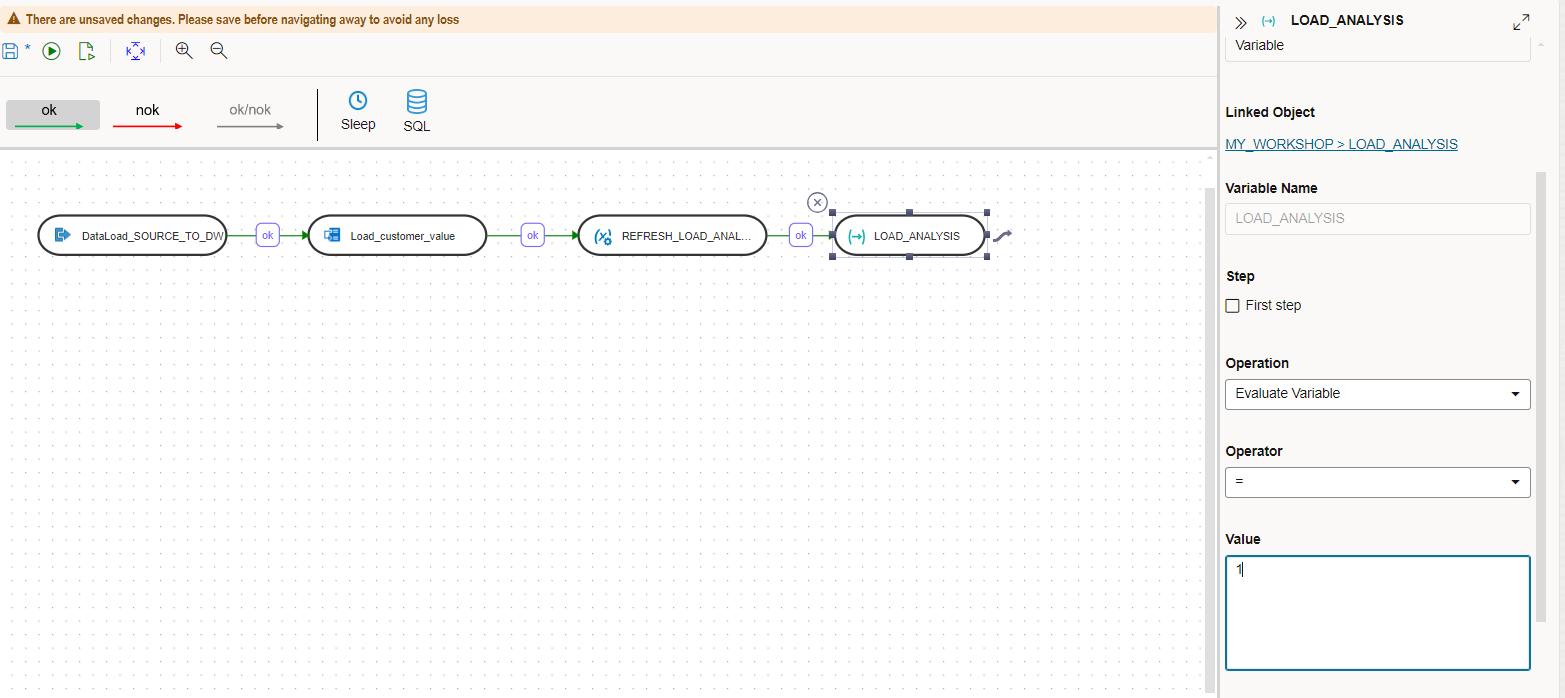 There are unsaved changes. Please save before navigating away to avoid any loss
*
ok
nok
ok/nok
Sleep
SQL
DataLoad_SOURCE_TO_DW
ok
Load_customer_value
ok
REFRESH_LOAD_ANAL...
ok
LOAD_ANALYSIS
LOAD_ANALYSIS
Variable
Linked Object
MY_WORKSHOP > LOAD_ANALYSIS
Variable Name
LOAD_ANALYSIS
Step
First step
Operation
Evaluate Variable
Operator
=
Value
1